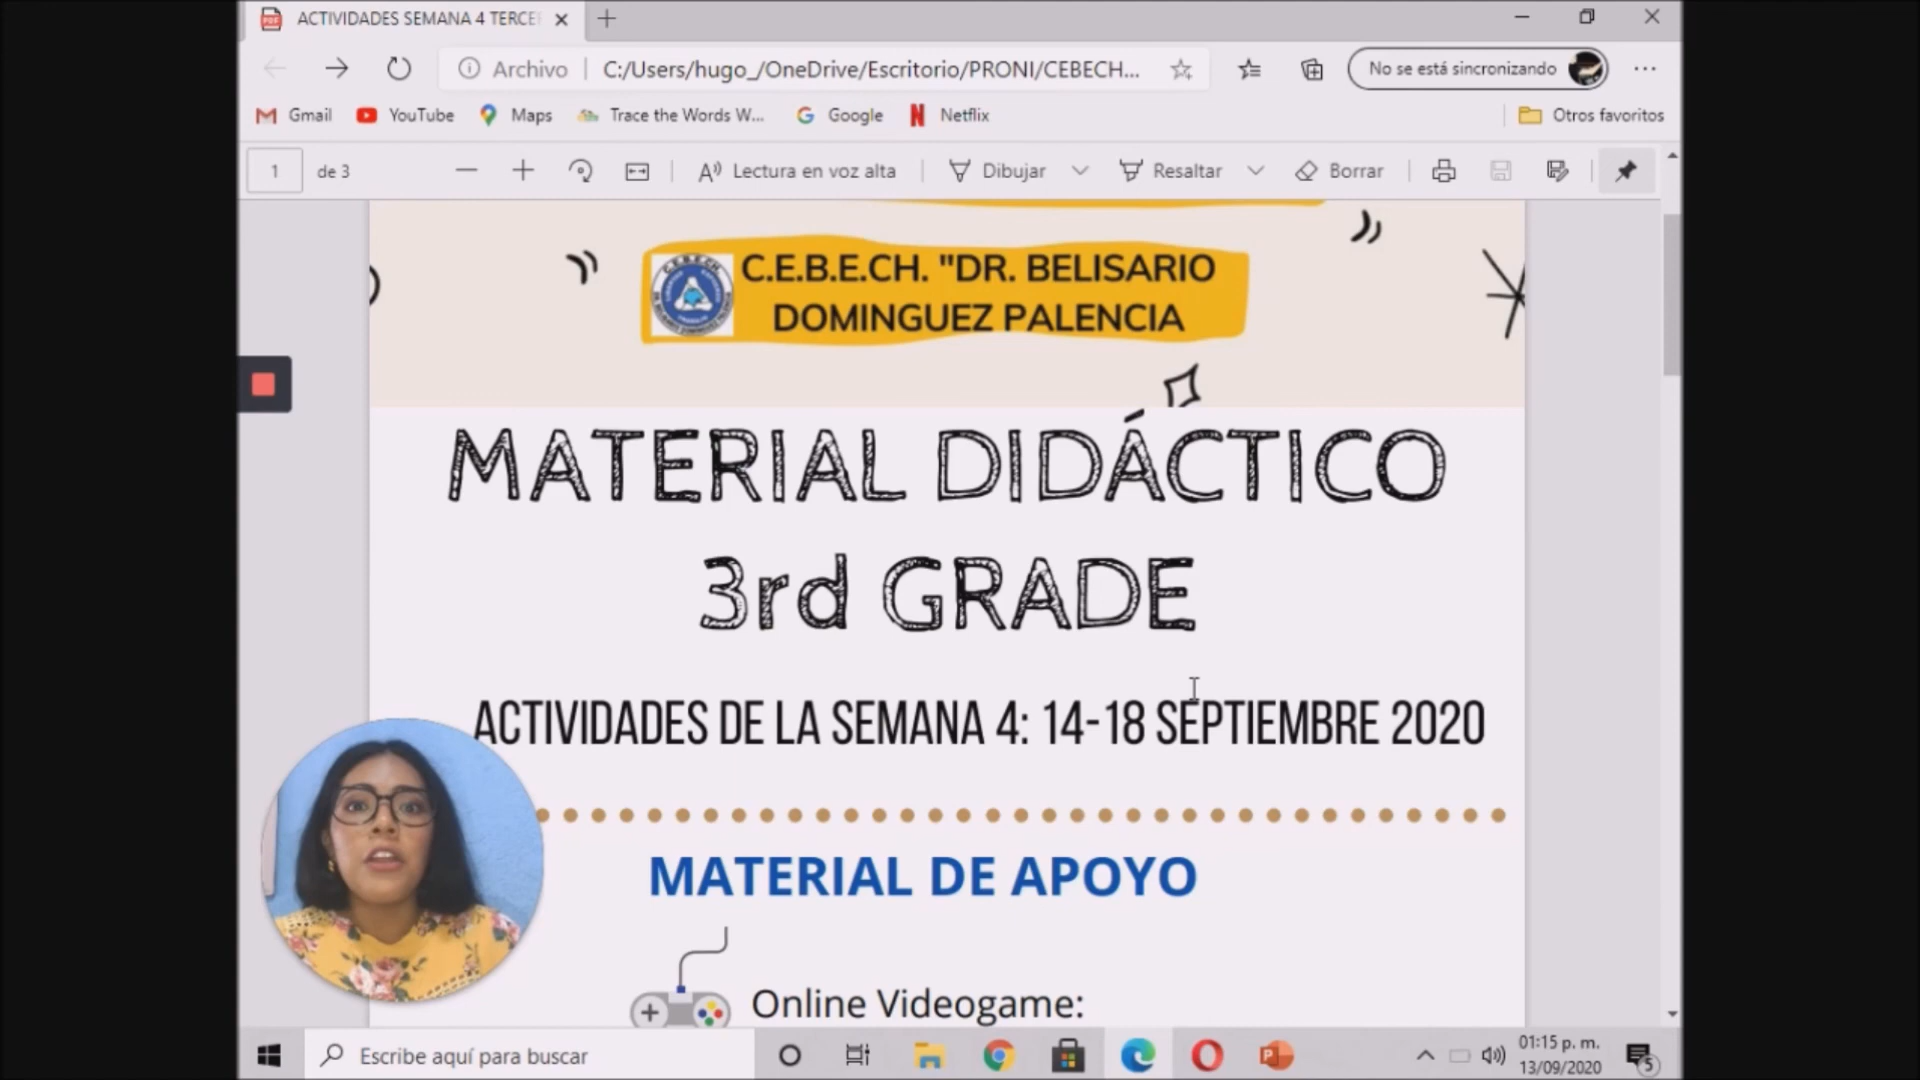 ACTIVIDADES SEMANA 4 TERCE
Archivo
C:/Users/hugo_/OneDrive/Escritorio/PRONI/CEBECH...
No se está sincronizando
Gmail
YouTube
Maps
Trace the Words W...
Google
Netflix
Otros favoritos
1
de 3
Lectura en voz alta
Dibujar
Resaltar
Borrar
C.E.B.E.CH. "DR. BELISARIO
DOMINGUEZ PALENCIA
MATERIAL DIDÁCTICO
3rd GRADE
ACTIVIDADES DE LA SEMANA 4: 14-18 SEPTIEMBRE 2020
MATERIAL DE APOYO
Online Videogame:
Escribe aquí para buscar
01:15 p. m.
13/09/2020
5